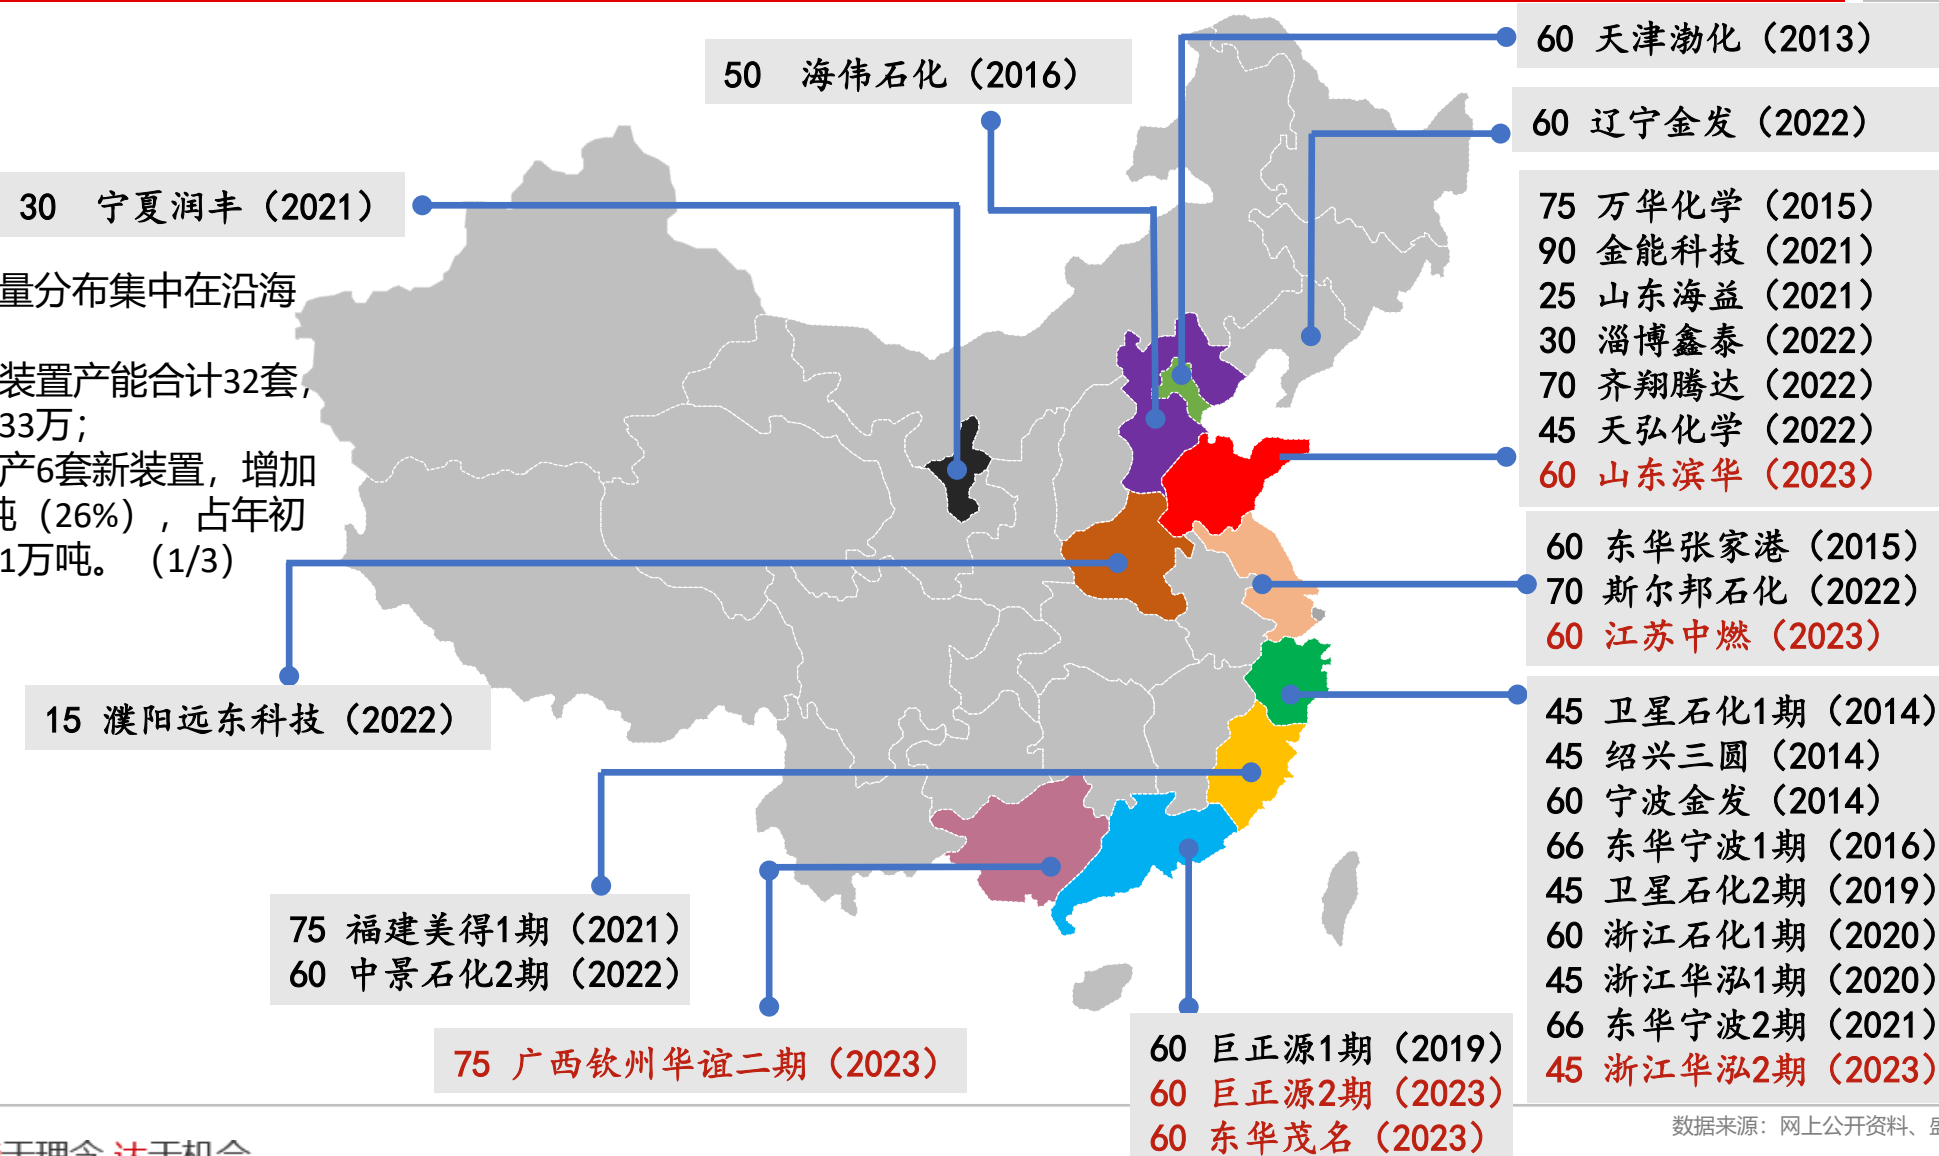 60 天津渤化（2013）
50 海伟石化（2016）
60 辽宁金发（2022）
30 宁夏润丰（2021）
75 万华化学（2015）
90 金能科技（2021）
25 山东海益（2021）
30 淄博鑫泰（2022）
70 齐翔腾达（2022）
45 天弘化学（2022）
60 山东滨华（2023）
量分布集中在沿海
装置产能合计32套，
33万；
产6套新装置，增加
吨（26%），占年初
1万吨。（1/3）
60 东华张家港（2015）
70 斯尔邦石化（2022）
60 江苏中燃（2023）
15 濮阳远东科技（2022）
45 卫星石化1期（2014）
45 绍兴三圆（2014）
60 宁波金发（2014）
66 东华宁波1期（2016）
45 卫星石化2期（2019）
60 浙江石化1期（2020）
45 浙江华泓1期（2020）
66 东华宁波2期（2021）
45 浙江华泓2期（2023）
75 福建美得1期（2021）
60 中景石化2期（2022）
75 广西钦州华谊二期（2023）
60 巨正源1期（2019）
60 巨正源2期（2023）
60 东华茂名（2023）
数据来源：网上公开资料、
于理念 达于机会